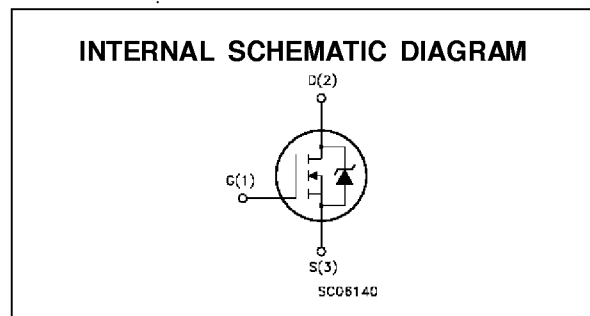 INTERNAL SCHEMATIC DIAGRAM
D(2)
G(1)
S(3)
SC06140